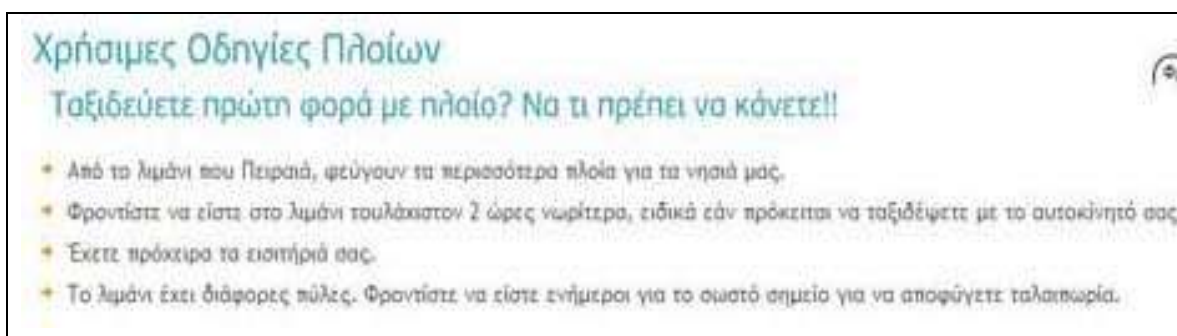 Χρήσιμες Οδηγίες Πλοίων
Ταξιδεύετε πρώτη φορά με πλοίο? Να τι πρέπει να κάνετε!!
Από το λιμάνι που Πειραιά, φεύγουν τα περισσότερα πλοία για τα νησιά μας.
Φροντίστε να είστε στο λιμάνι τουλάχιστον 2 ώρες νωρίτερα, ειδικά εάν πρόκειται να ταξιδέψετε με το αυτοκίνητό σας
Έχετε πρόχειρα τα εισιτήριά σας.
Το λιμάνι έχει διάφορες πύλες. Φροντίστε να είστε ενήμεροι για το σωστό σημείο για να αποφύγετε ταλαιπωρία.